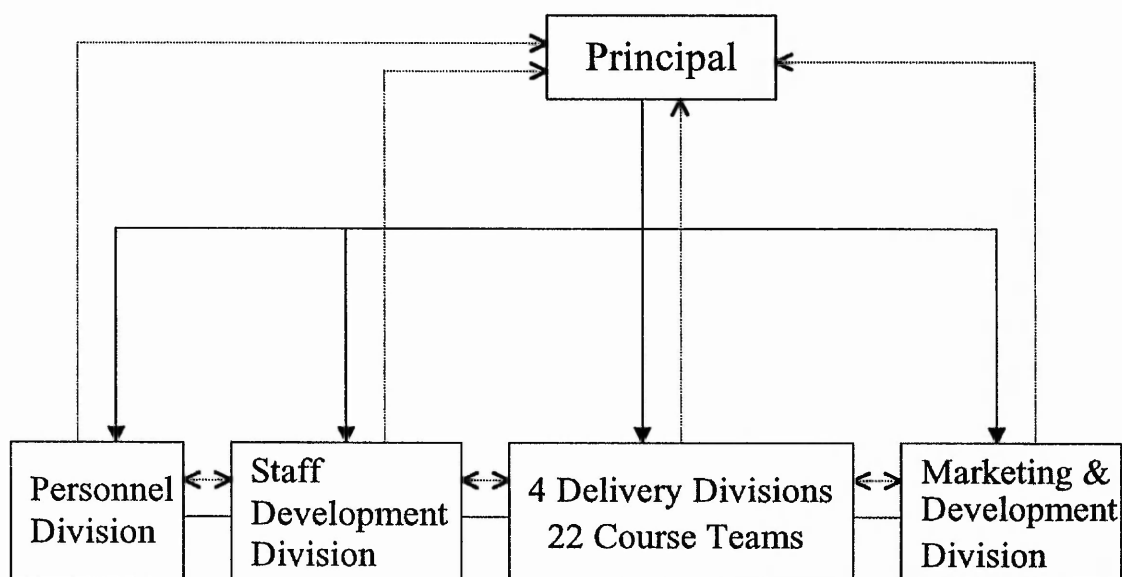 Principal
Personnel
Division
Staff
Development
Division
4 Delivery Divisions
22 Course Teams
Marketing &
Development
Division